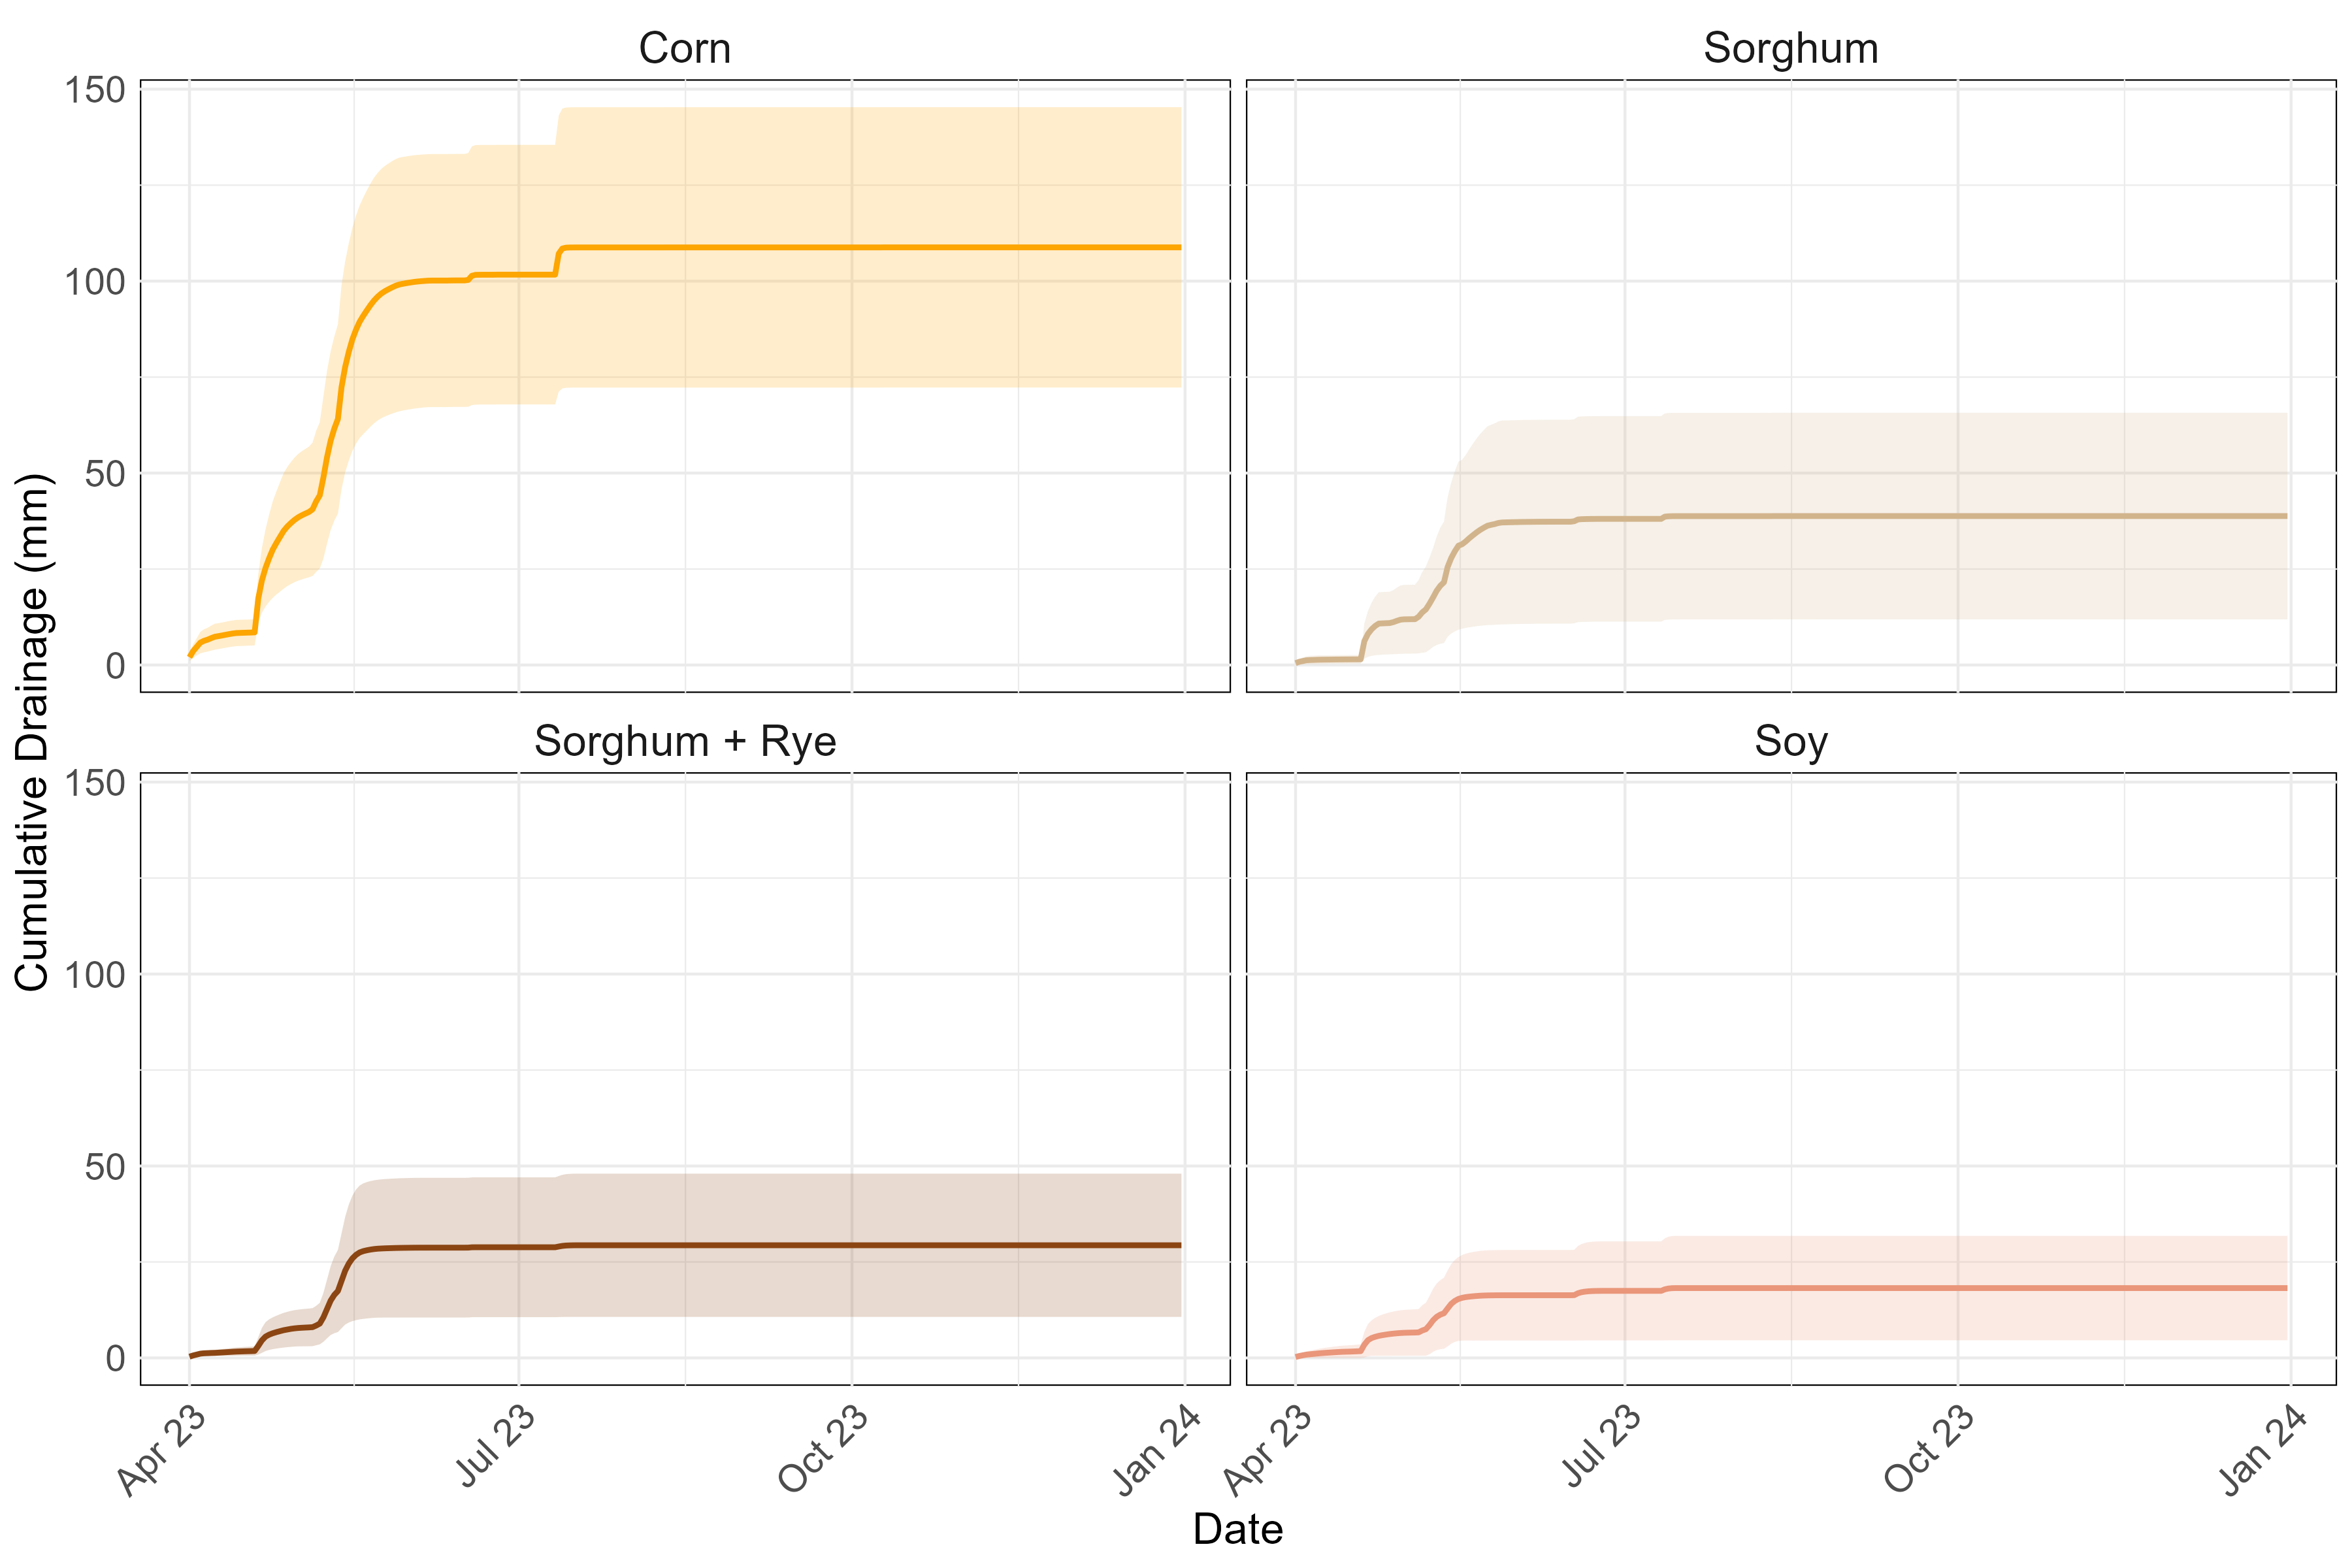 Corn
Sorghum
150
100
50
0
Sorghum + Rye
Soy
150
100
50
0
Cumulative Drainage (mm)
Apr 23
Jul 23
Oct 23
Jan 24
Apr 23
Jul 23
Oct 23
Jan 24
Date